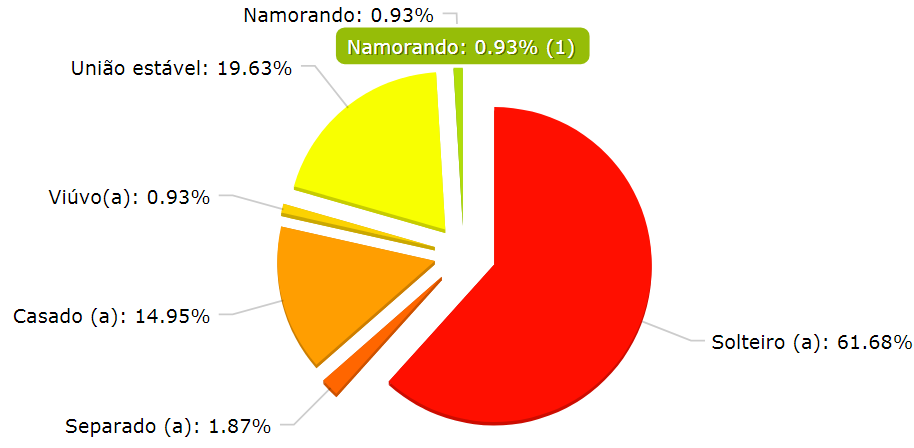 Namorando: 0.93%
Namorando: 0.93% (1)
União estável: 19.63%
Viúvo(a): 0.93%
Casado (a): 14.95%
Solteiro (a): 61.68%
Separado (a): 1.87%